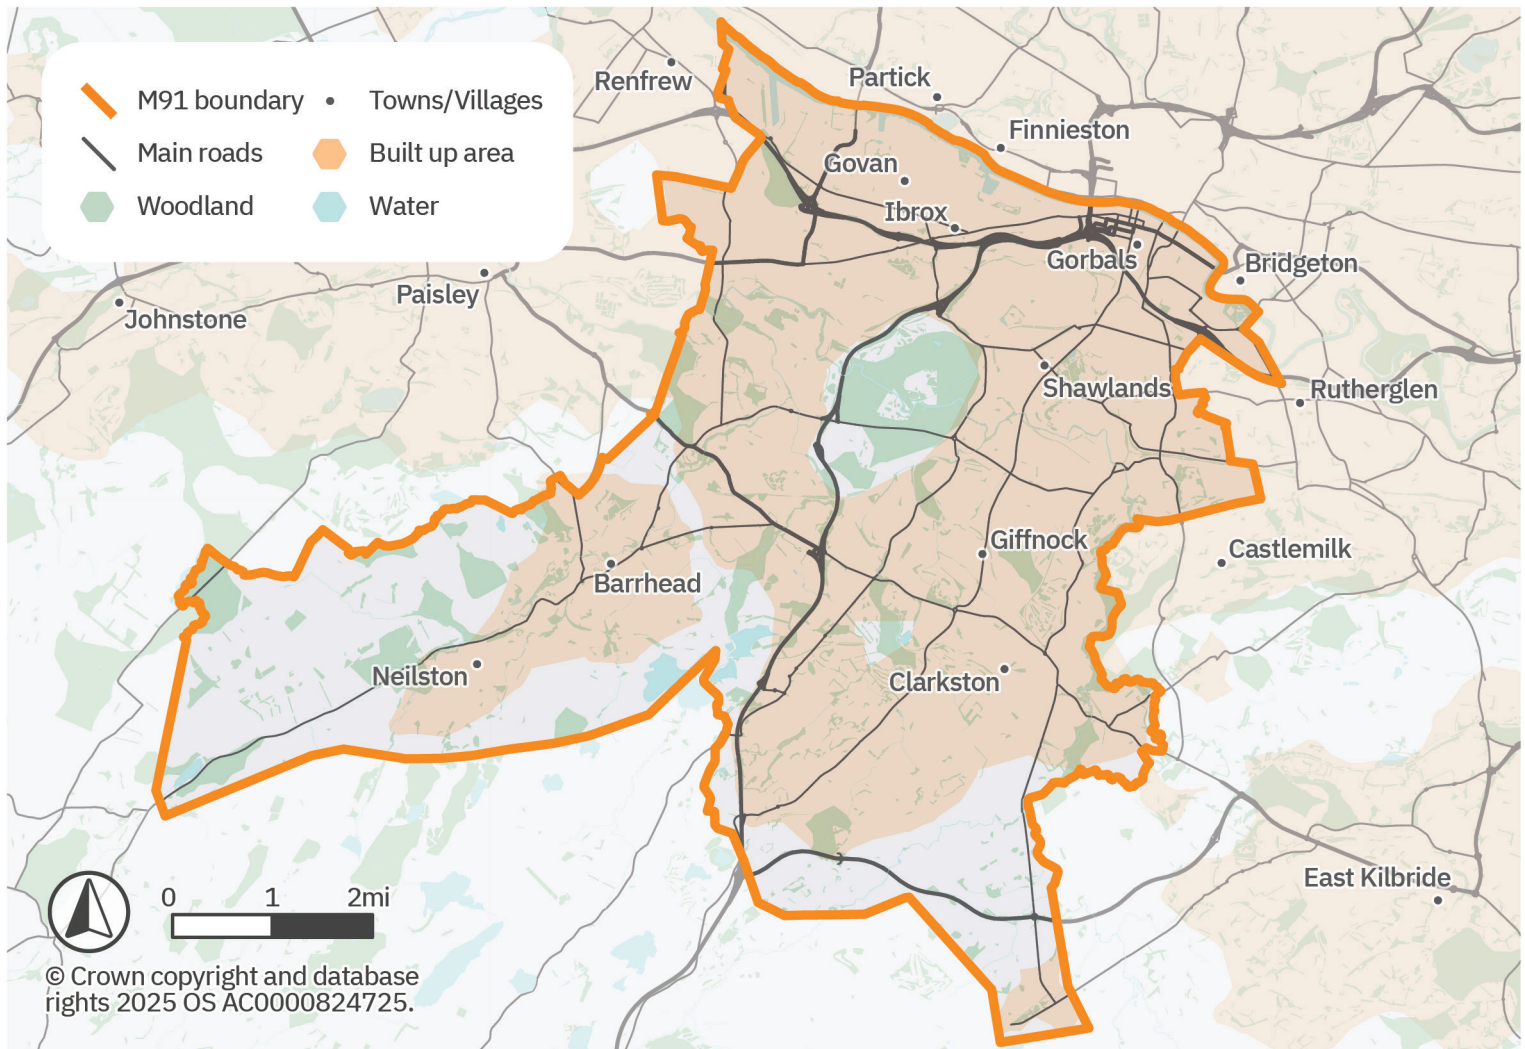 M91 boundary
Towns/Villages
Main roads
Built up area
Woodland
Water
Renfrew
Partick
Finnieston
Govan
Ibrox
Gorbals
Bridgeton
Paisley
Johnstone
Shawlands
Rutherglen
Giffnock
Castlemilk
Barrhead
Neilston
Clarkston
East Kilbride
0 1 2mi
© Crown copyright and database
rights 2025 OS AC0000824725.